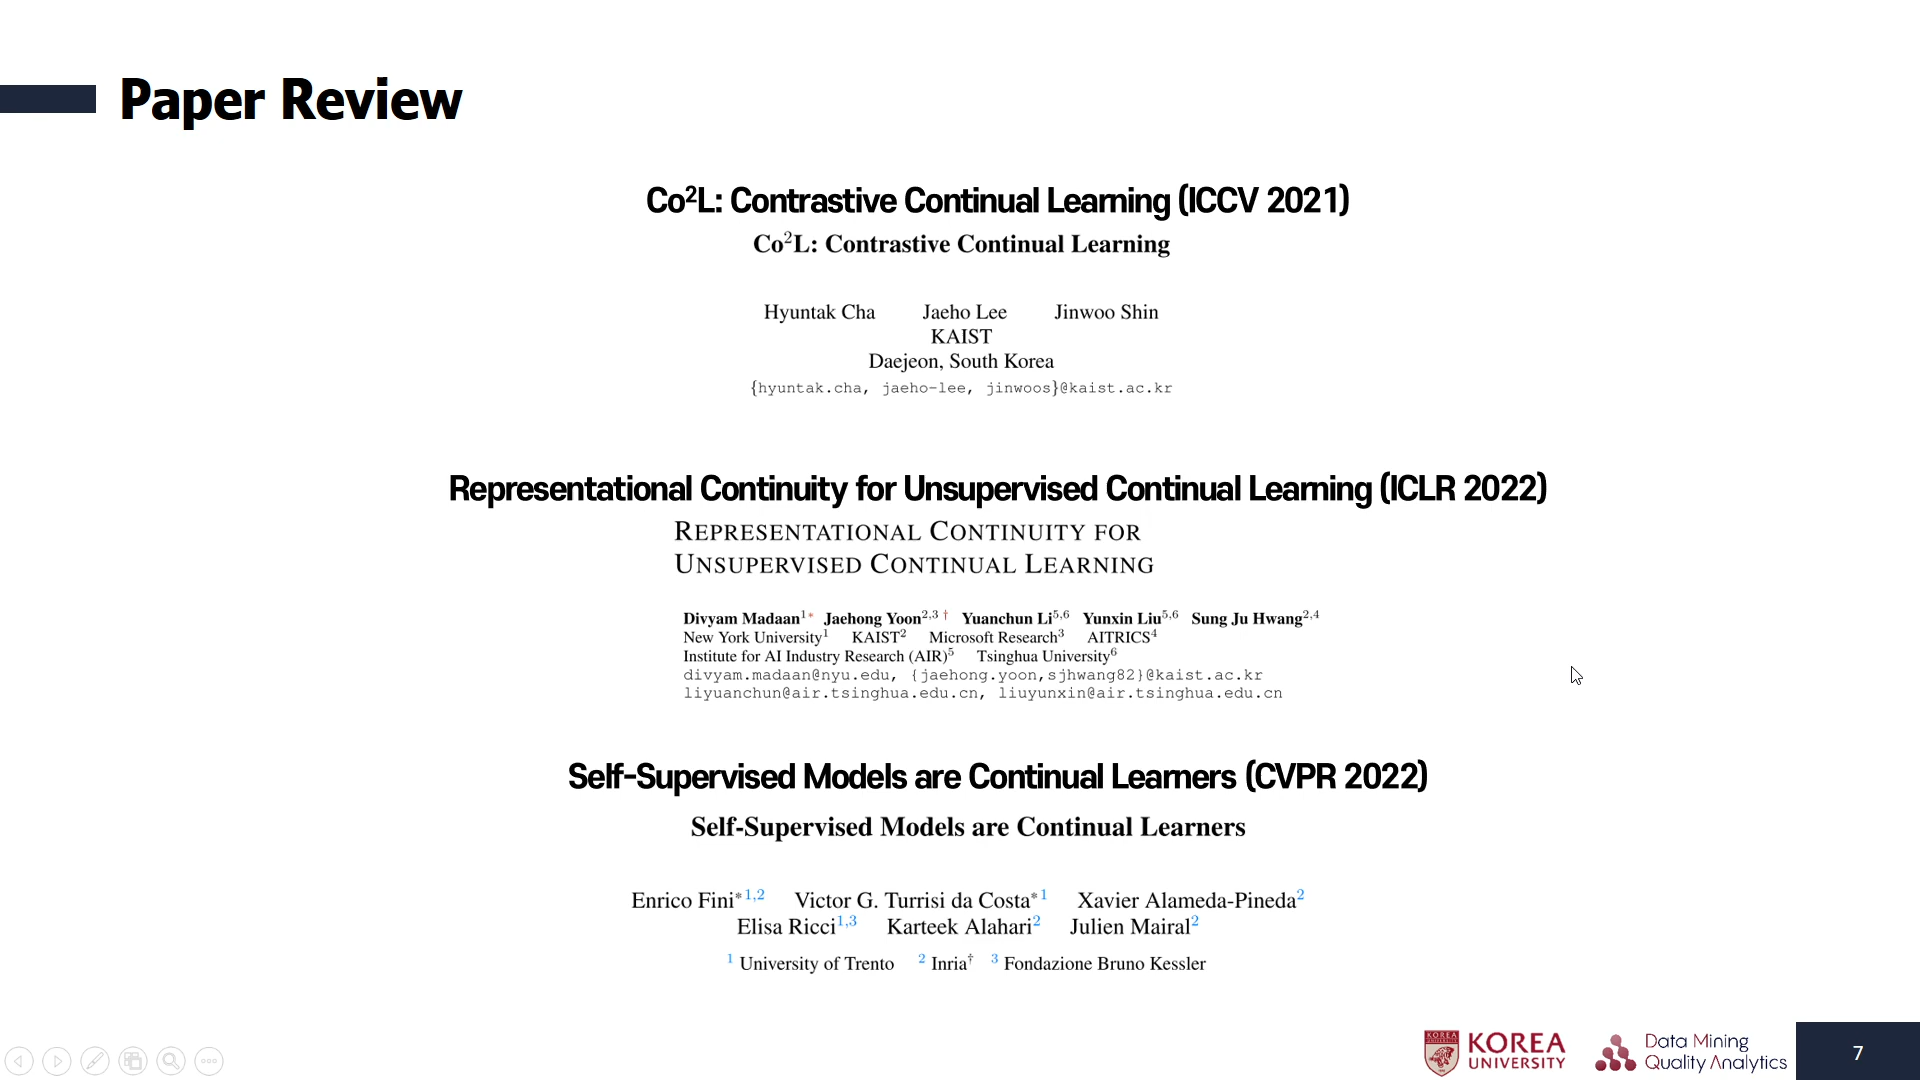 Paper Review
Co²L: Contrastive Continual Learning (ICCV 2021)
Co²L: Contrastive Continual Learning
Hyuntak Cha Jaeho Lee Jinwoo Shin
KAIST
Daejeon, South Korea
{hyuntak.cha, jaeho-lee, jinwoos}@kaist.ac.kr
Representational Continuity for Unsupervised Continual Learning (ICLR 2022)
REPRESENTATIONAL CONTINUITY FOR
UNSUPERVISED CONTINUAL LEARNING
Divyam Madaan¹* Jaehong Yoon²,³ † Yuanchun Li⁵,⁶ Yunxin Liu⁵,⁶ Sung Ju Hwang²,⁴
New York University¹ KAIST² Microsoft Research³ AITRICS⁴
Institute for AI Industry Research (AIR)⁵ Tsinghua University⁶
divyam.madaan@nyu.edu, {jaehong.yoon,sjhwang82}@kaist.ac.kr
liyuanchun@air.tsinghua.edu.cn, liuyunxin@air.tsinghua.edu.cn
Self-Supervised Models are Continual Learners (CVPR 2022)
Self-Supervised Models are Continual Learners
Enrico Fini*¹,² Victor G. Turrisi da Costa*¹ Xavier Alameda-Pineda²
Elisa Ricci¹,³ Karteek Alahari² Julien Mairal²
¹ University of Trento ² Inria† ³ Fondazione Bruno Kessler
KOREA
UNIVERSITY
Data Mining
Quality Analytics
7